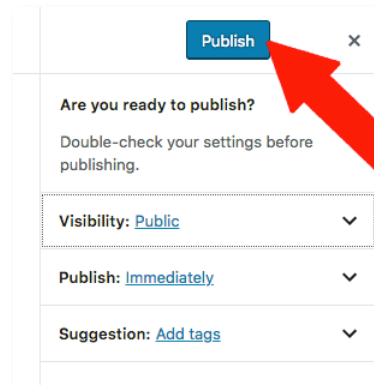 Publish
Are you ready to publish?
Double-check your settings before
publishing.
Visibility: Public
Publish: Immediately
Suggestion: Add tags